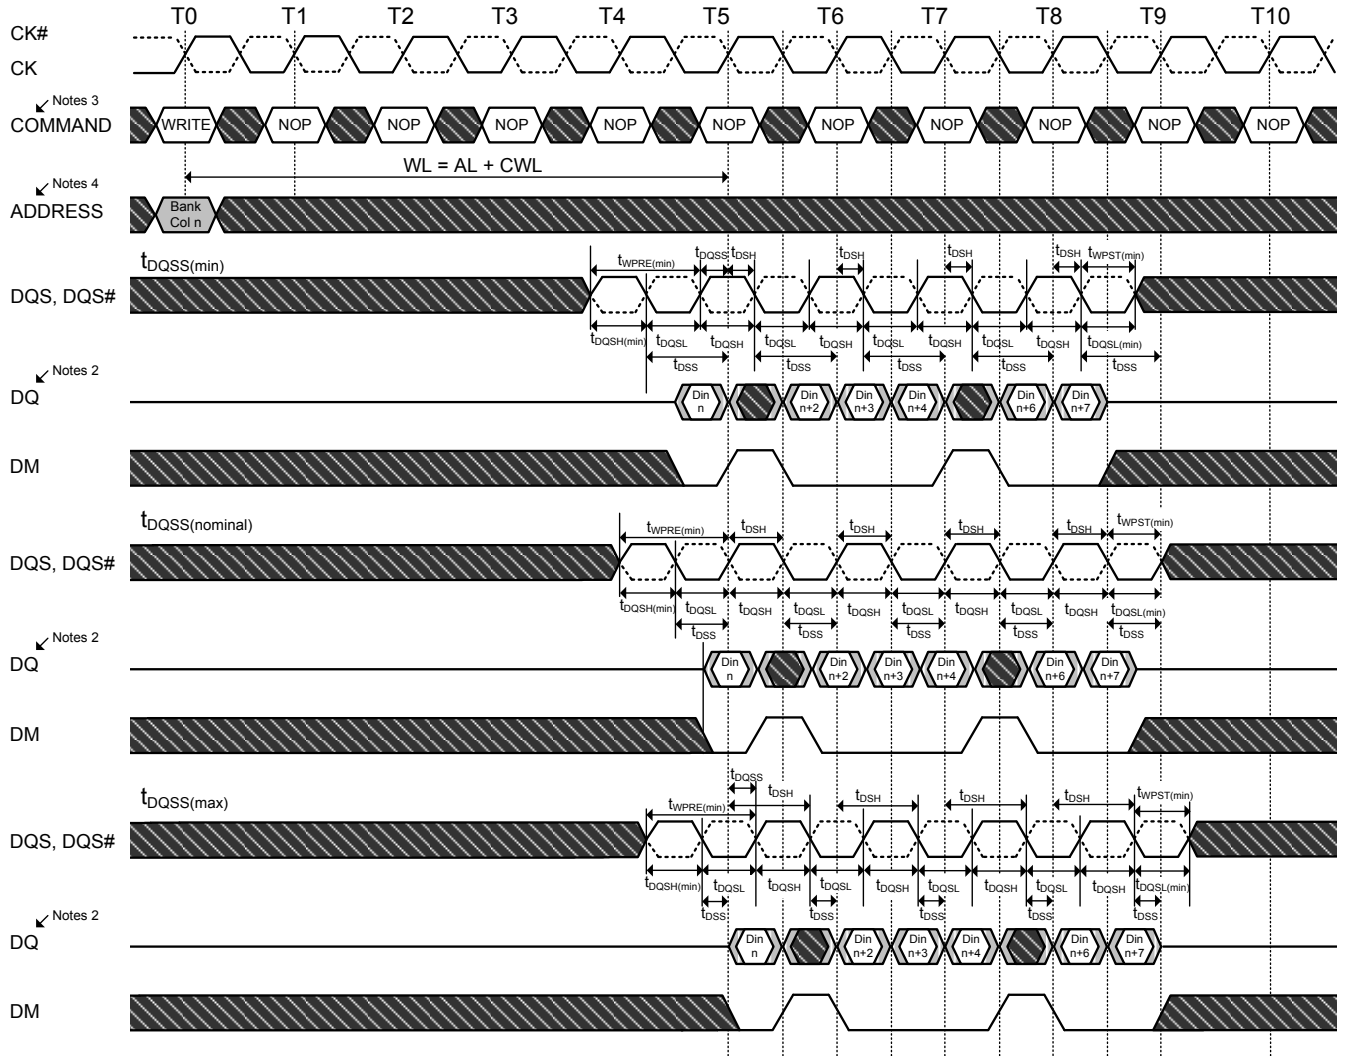 T0 T1 T2 T3 T4 T5 T6 T7 T8 T9 T10
CK#
CK
Notes 3
COMMAND WRITE NOP NOP NOP NOP NOP NOP NOP NOP NOP NOP
WL = AL + CWL
Notes 4
ADDRESS
Bank
Col n
tDQSS(min)
tWPRE(min) tDQSS tDSH tDSH tDSH tDSH tWPST(min)
DQS, DQS#
tDQSH(min) tDQSL tDQSH tDQSL tDQSH tDQSL tDQSH tDQSL tDQSH tDQSL(min)
tDSS tDSS tDSS tDSS tDSS
Notes 2
DQ
Din Din Din Din Din Din
n n+2 n+3 n+4 n+6 n+7
DM
tDQSS(nominal)
tWPRE(min) tDSH tDSH tDSH tDSH tWPST(min)
DQS, DQS#
tDQSH(min) tDQSL tDQSH tDQSL tDQSH tDQSL tDQSH tDQSL tDQSH tDQSL(min)
tDSS tDSS tDSS tDSS tDSS
Notes 2
DQ
Din Din Din Din Din Din
n n+2 n+3 n+4 n+6 n+7
DM
tDQSS
tDQSS(max)
tWPRE(min) tDSH tDSH tDSH tDSH tWPST(min)
DQS, DQS#
tDQSH(min) tDQSL tDQSH tDQSL tDQSH tDQSL tDQSH tDQSL tDQSH tDQSL(min)
tDSS tDSS tDSS tDSS tDSS
Notes 2
DQ
Din Din Din Din Din Din
n n+2 n+3 n+4 n+6 n+7
DM